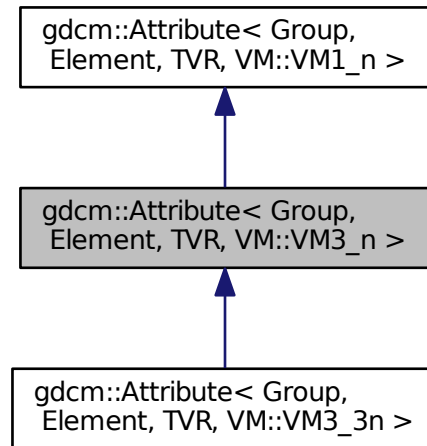 gdcm::Attribute< Group,
Element, TVR, VM::VM1_n >
gdcm::Attribute< Group,
Element, TVR, VM::VM3_n >
gdcm::Attribute< Group,
Element, TVR, VM::VM3_3n >